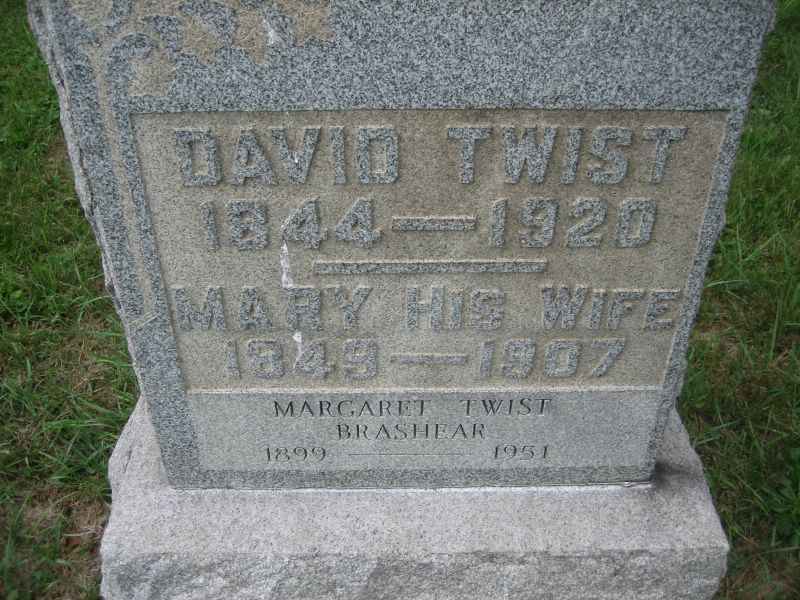 DAVID TWIST
1844 — 1920
MARY HIS WIFE
1849 — 1907
MARGARET TWIST
BRASHEAR
1899 — 1951